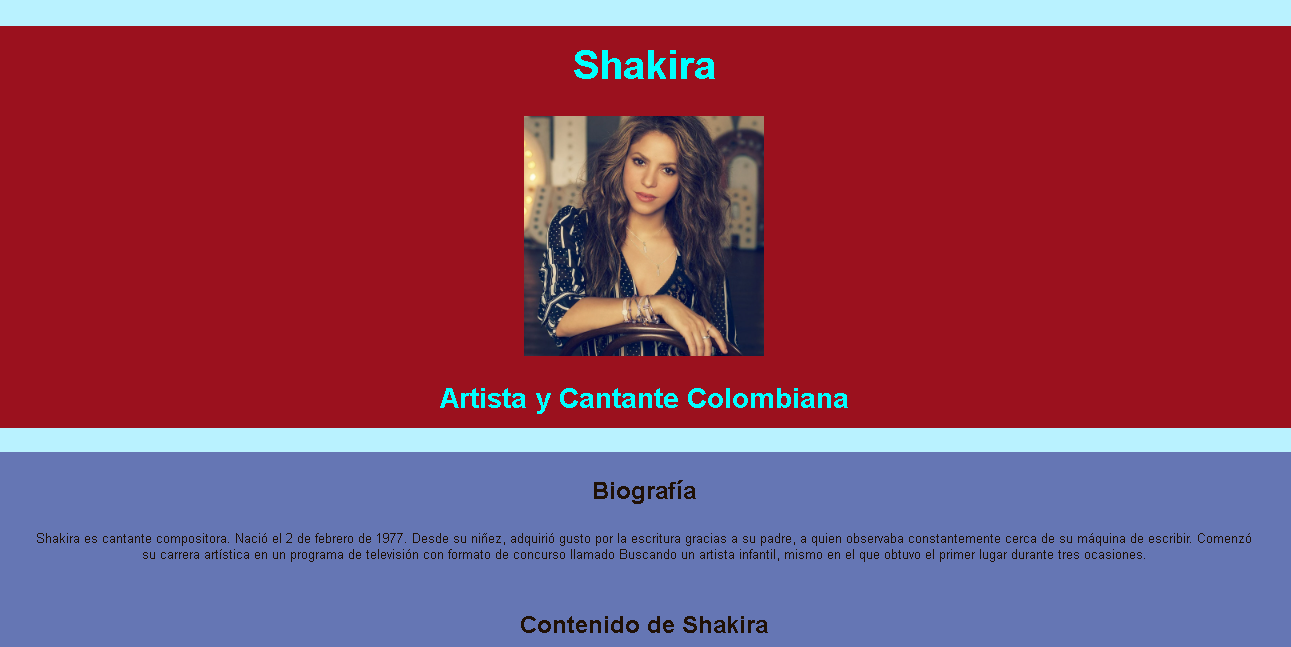 Shakira
Artista y Cantante Colombiana
Biografía
Shakira es cantante compositora. Nació el 2 de febrero de 1977. Desde su niñez, adquirió gusto por la escritura gracias a su padre, a quien observaba constantemente cerca de su máquina de escribir. Comenzó
su carrera artística en un programa de televisión con formato de concurso llamado Buscando un artista infantil, mismo en el que obtuvo el primer lugar durante tres ocasiones.
Contenido de Shakira